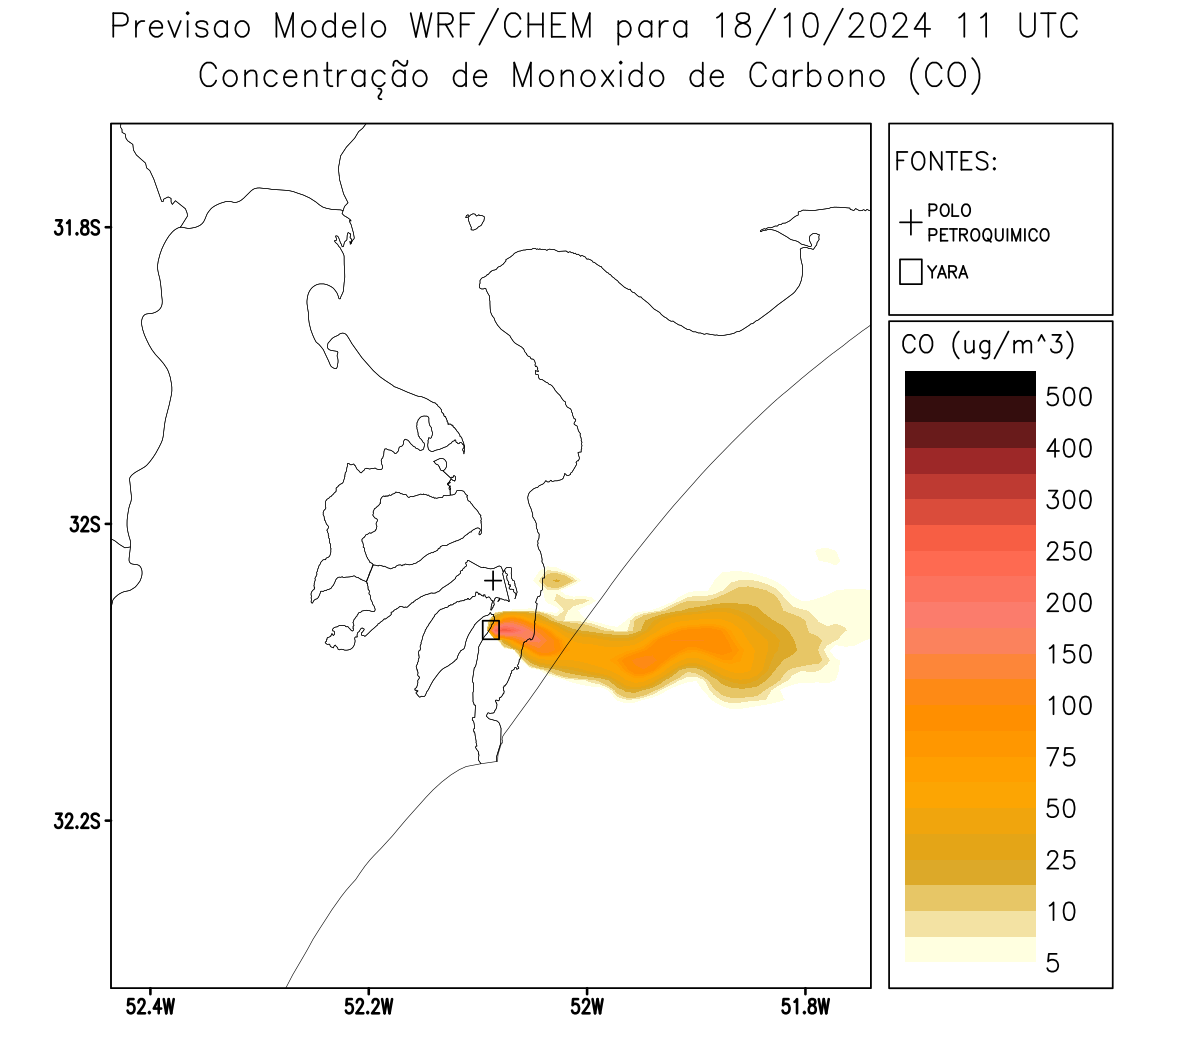 Previsao Modelo WRF/CHEM para 18/10/2024 11 UTC
Concentração de Monoxido de Carbono (CO)
FONTES:
POLO
PETROQUIMICO
YARA
CO (ug/m^3)
500
400
300
250
200
150
100
75
50
25
10
5
31.8S
32S
32.2S
52.4W
52.2W
52W
51.8W